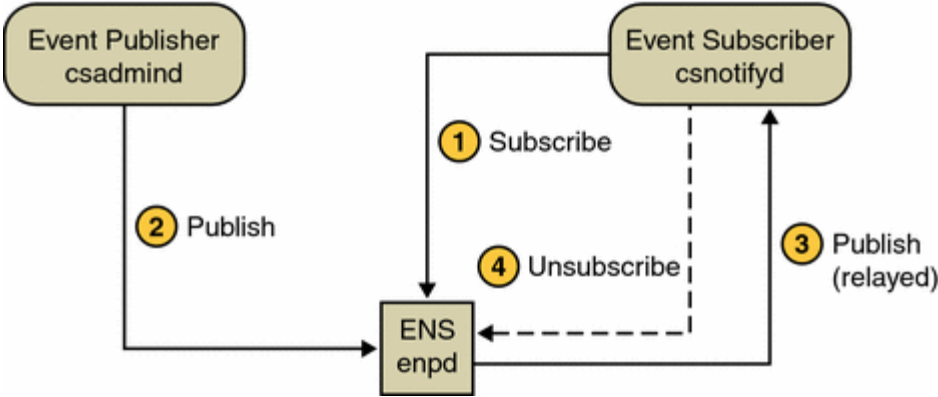 Event Publisher
csadmind
Event Subscriber
csnotifyd
1 Subscribe
2 Publish
4 Unsubscribe
3 Publish
(relayed)
ENS
enpd